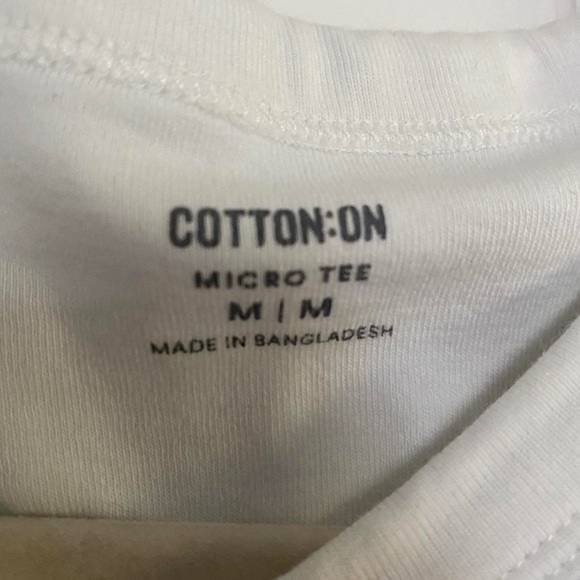 COTTON:ON
MICRO TEE
M | M
MADE IN BANGLADESH